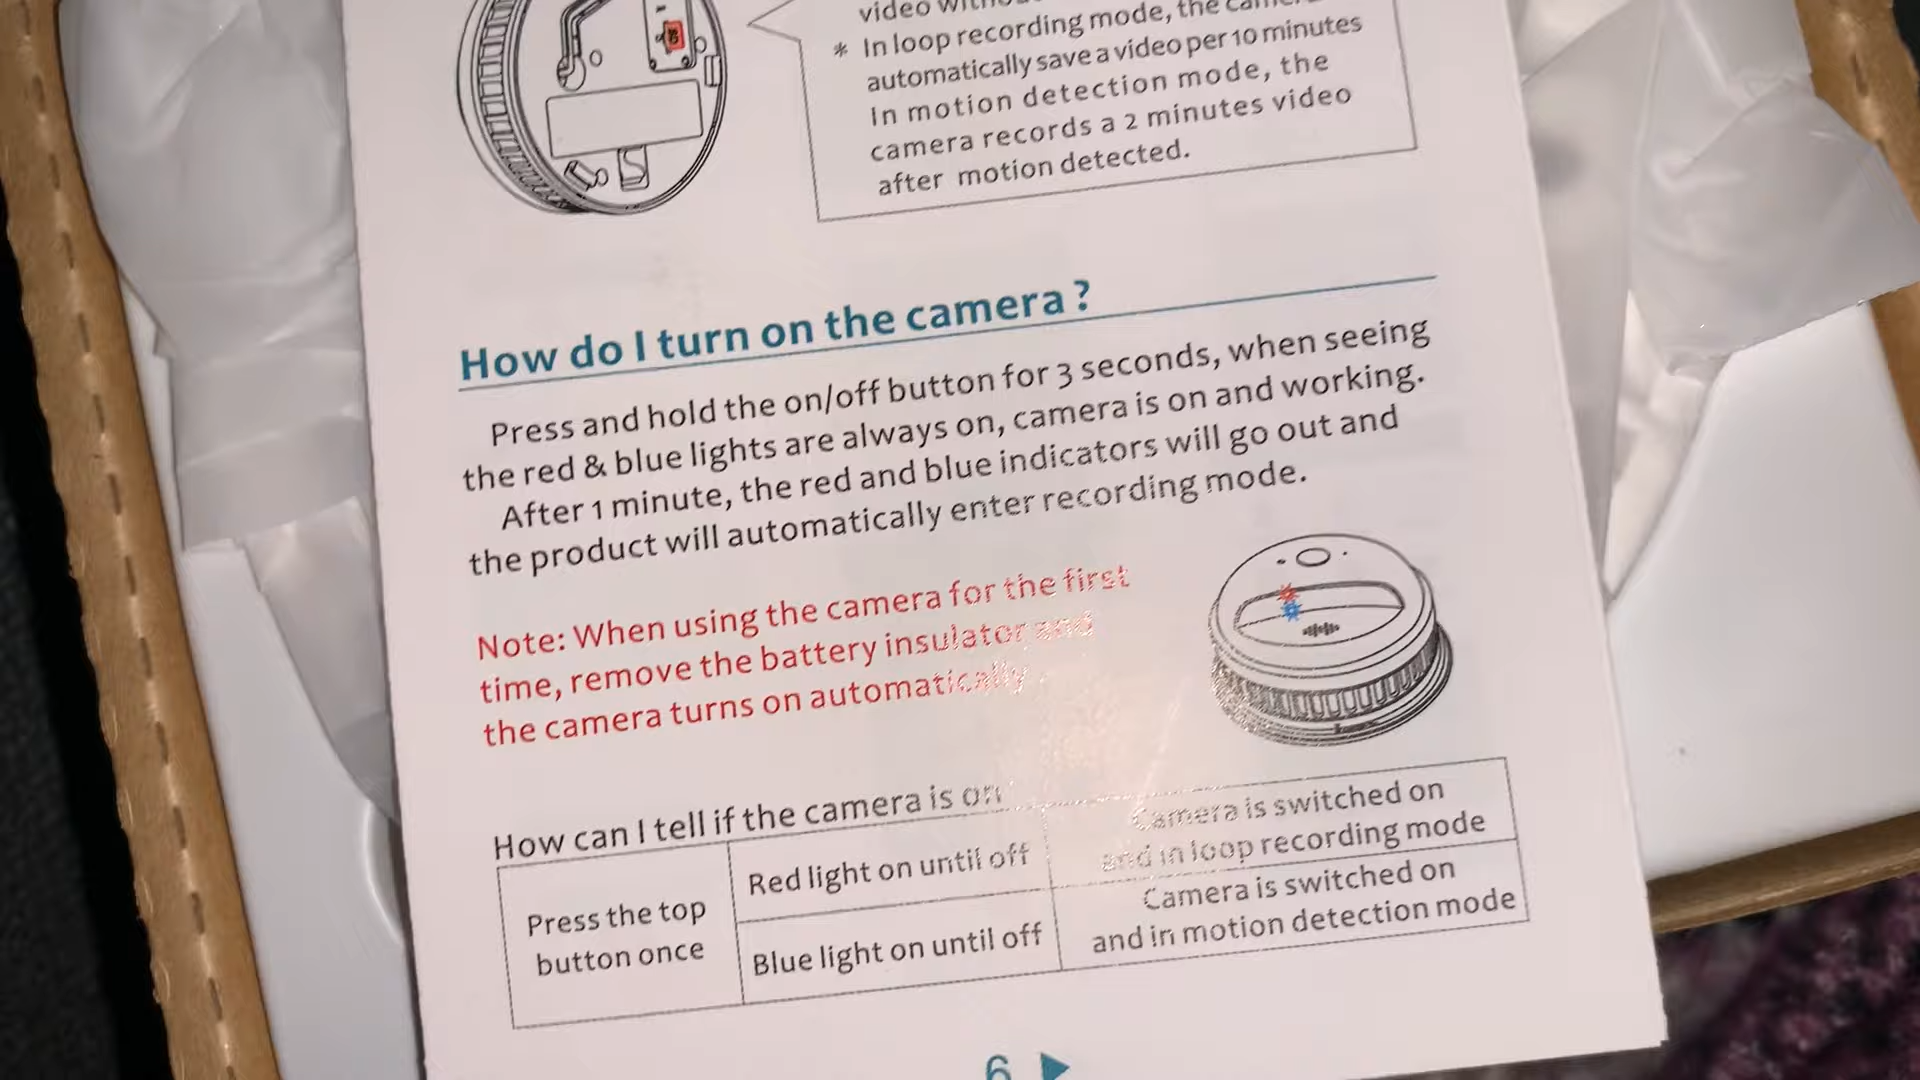 video
* In loop recording mode, the
automatically save a video per 10 minutes
In motion detection mode, the
camera records a 2 minutes video
after motion detected.
How do I turn on the camera ?
Press and hold the on/off button for 3 seconds, when seeing
the red & blue lights are always on, camera is on and working.
After 1 minute, the red and blue indicators will go out and
the product will automatically enter recording mode.
Note: When using the camera for the first
time, remove the battery insulator and
the camera turns on automatically
How can I tell if the camera is on
Press the top
button once
Red light on until off
Camera is switched on
and in loop recording mode
Blue light on until off
Camera is switched on
and in motion detection mode
6